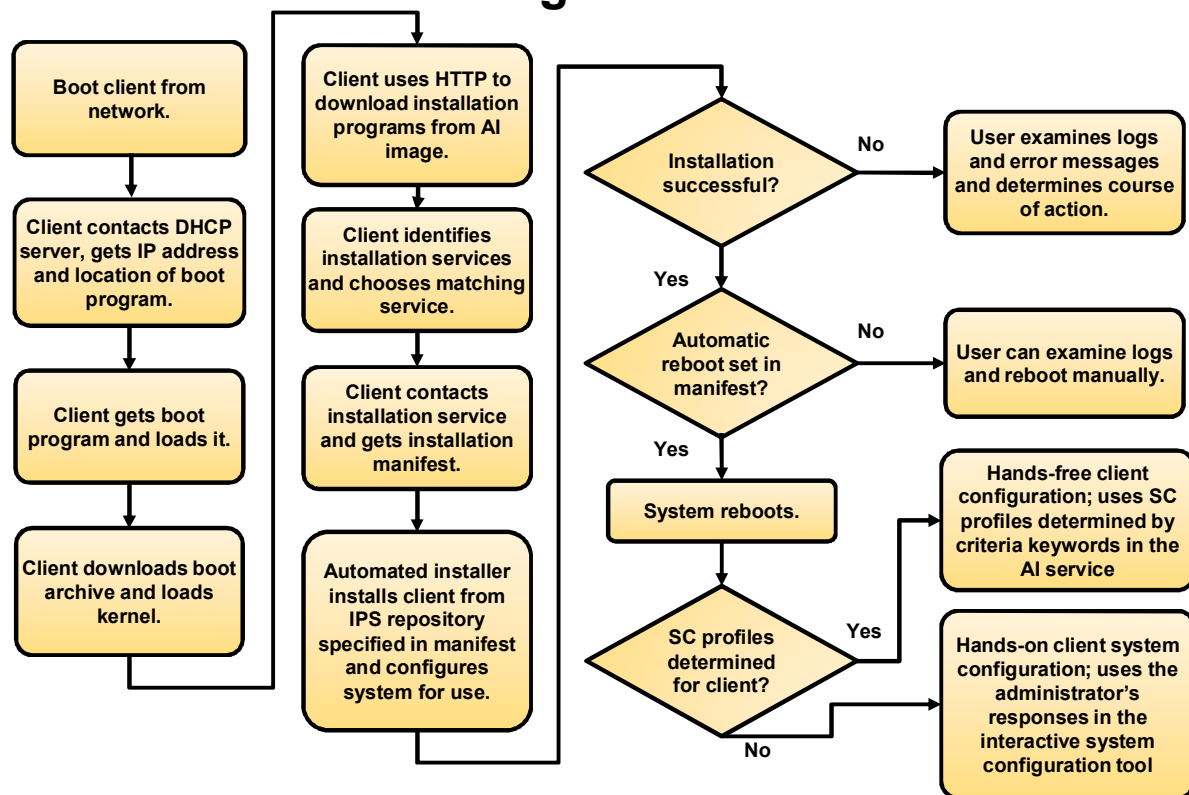 Boot client from
network.
Client contacts DHCP
server, gets IP address
and location of boot
program.
Client gets boot
program and loads it.
Client downloads boot
archive and loads
kernel.
Client uses HTTP to
download installation
programs from AI
image.
Client identifies
installation services
and chooses matching
service.
Client contacts
installation service
and gets installation
manifest.
Automated installer
installs client from
IPS repository
specified in manifest
and configures
system for use.
Installation
successful?
No
User examines logs
and error messages
and determines course
of action.
Yes
Automatic
reboot set in
manifest?
No
User can examine logs
and reboot manually.
Yes
System reboots.
SC profiles
determined
for client?
Yes
Hands-free client
configuration; uses SC
profiles determined by
criteria keywords in the
AI service
No
Hands-on client system
configuration; uses the
administrator’s
responses in the
interactive system
configuration tool